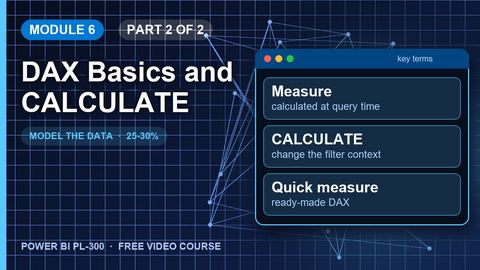 MODULE 6
PART 2 OF 2
DAX Basics and
CALCULATE
MODEL THE DATA · 25-30%
key terms
Measure
calculated at query time
CALCULATE
change the filter context
Quick measure
ready-made DAX
POWER BI PL-300 · FREE VIDEO COURSE